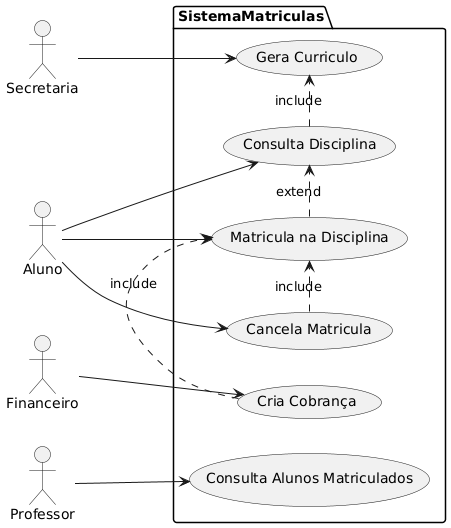 SistemaMatriculas
Secretaria
Gera Curriculo
include
Consulta Disciplina
extend
Aluno
Matricula na Disciplina
include
include
Cancela Matricula
Financeiro
Cria Cobrança
Professor
Consulta Alunos Matriculados